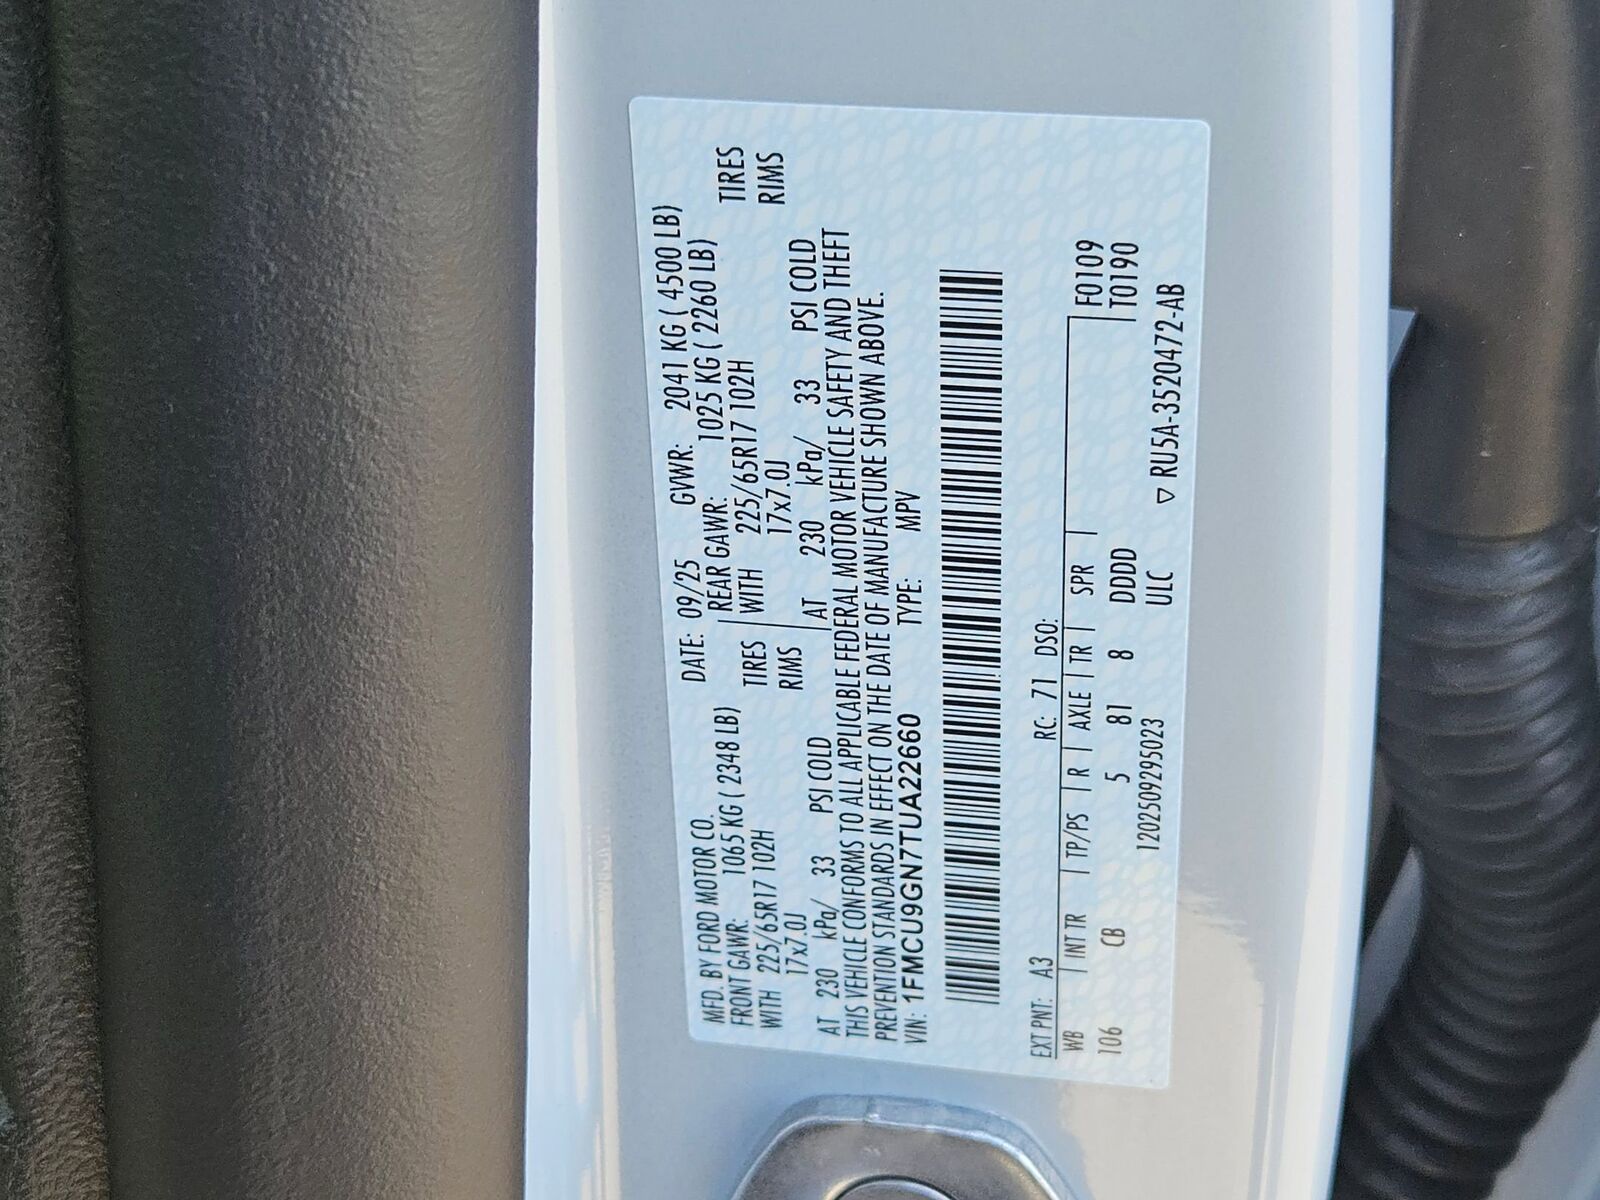 MFD. BY FORD MOTOR CO. DATE: 09/25 GVWR: 2041 KG ( 4500 LB)
FRONT GAWR: 1065 KG ( 2348 LB) REAR GAWR: 1025 KG ( 2260 LB)
WITH 225/65R17 102H TIRES WITH 225/65R17 102H TIRES
17x7.0J RIMS 17x7.0J RIMS
AT 230 kPa/ 33 PSI COLD AT 230 kPa/ 33 PSI COLD
THIS VEHICLE CONFORMS TO ALL APPLICABLE FEDERAL MOTOR VEHICLE SAFETY AND THEFT
PREVENTION STANDARDS IN EFFECT ON THE DATE OF MANUFACTURE SHOWN ABOVE.
VIN: 1FMCU9GN7TUA22660 TYPE: MPV
EXT PNT: A3 RC: 71 DSO:
WB INT TR TP/PS R AXLE TR SPR F0109
106 CB 5 81 8 DDDD T0190
1202509295023 ULC ▽ RU5A-3520472-AB